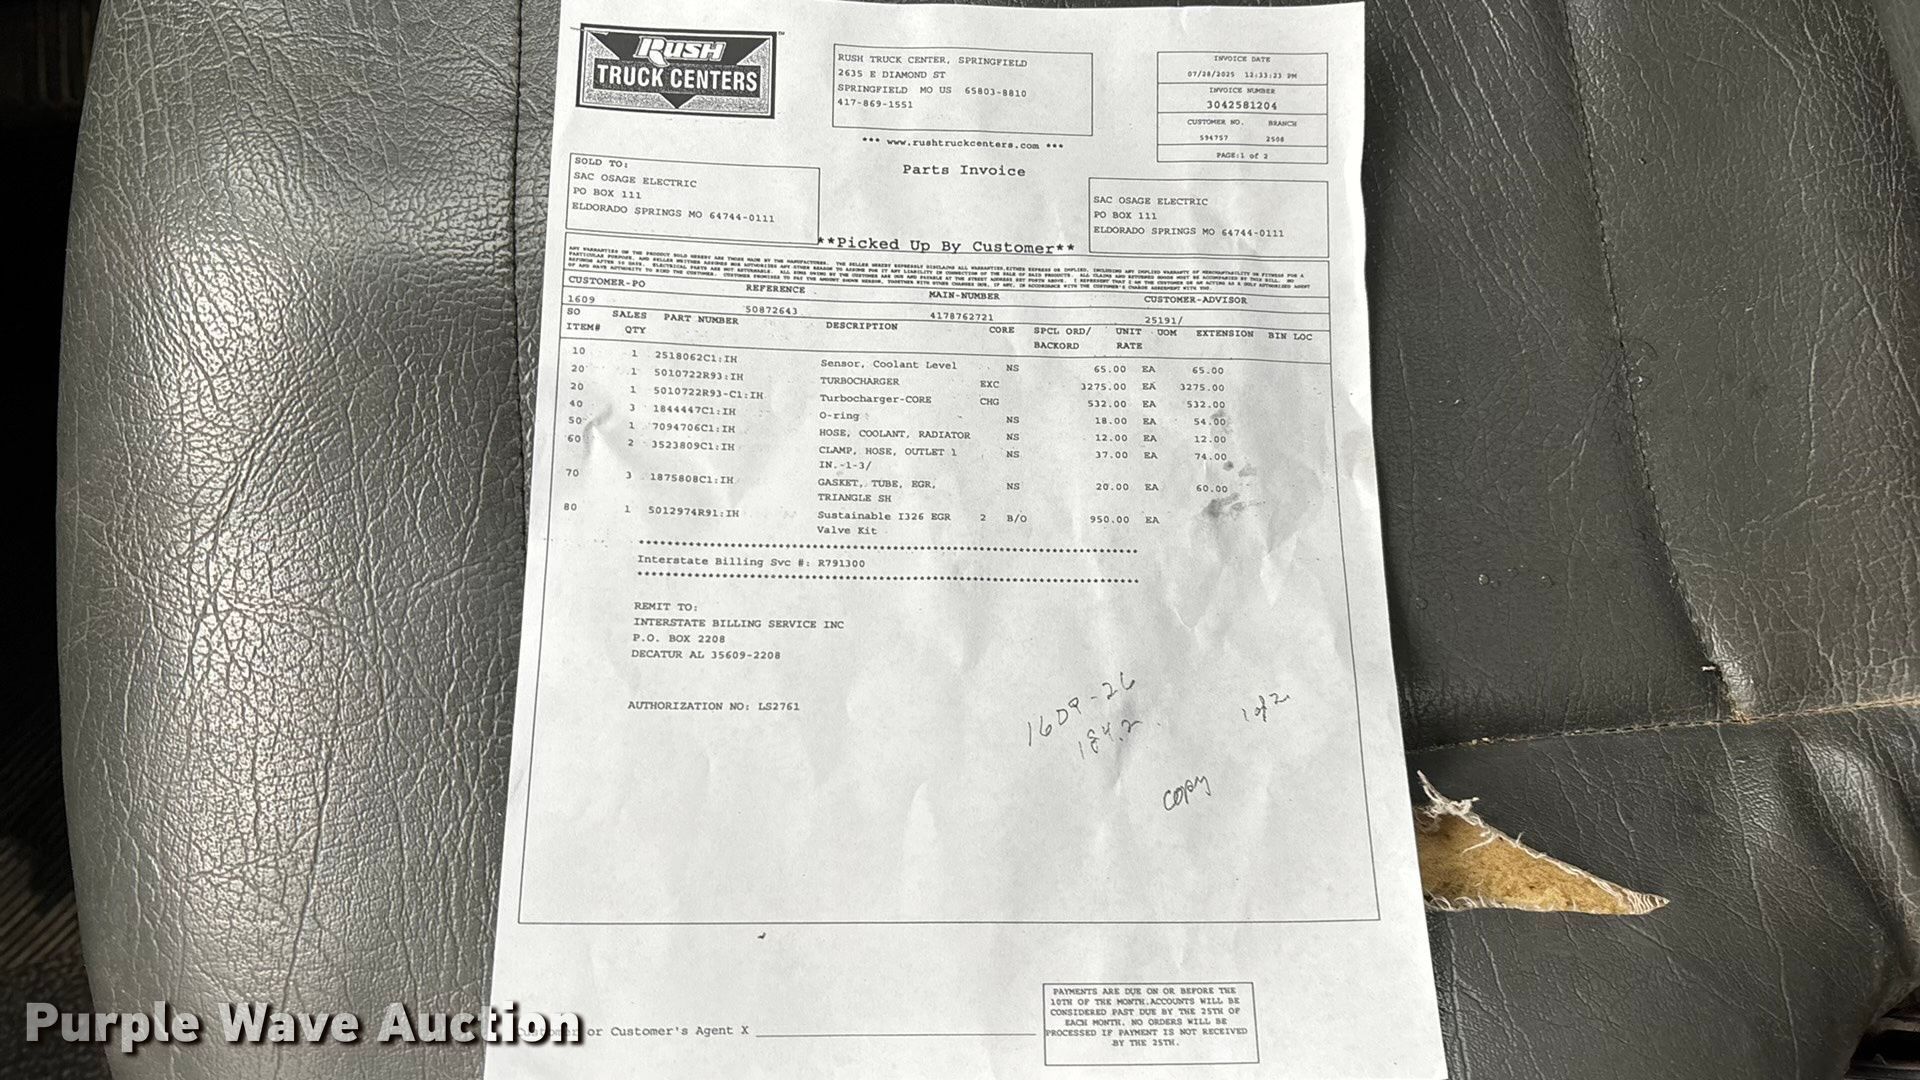 RUSH
TRUCK CENTERS
RUSH TRUCK CENTER, SPRINGFIELD
2635 E DIAMOND ST
SPRINGFIELD MO US 65803-8810
417-869-1551
*** www.rushtruckcenters.com ***
Parts Invoice
INVOICE DATE
07/28/2025 12:33:23 PM
INVOICE NUMBER
3042581204
CUSTOMER NO. BRANCH
594757 2508
PAGE:1 of 2
SOLD TO:
SAC OSAGE ELECTRIC
PO BOX 111
ELDORADO SPRINGS MO 64744-0111
SAC OSAGE ELECTRIC
PO BOX 111
ELDORADO SPRINGS MO 64744-0111
**Picked Up By Customer**
CUSTOMER-PO REFERENCE MAIN-NUMBER CUSTOMER-ADVISOR
1609 50872643 4178762721 25191/
SO ITEM# SALES QTY PART NUMBER DESCRIPTION CORE SPCL ORD/ BACKORD UNIT RATE UOM EXTENSION BIN LOC
10 1 2518062C1:IH Sensor, Coolant Level NS 65.00 EA 65.00
20 1 5010722R93:IH TURBOCHARGER EXC 3275.00 EA 3275.00
20 1 5010722R93-C1:IH Turbocharger-CORE CHG 532.00 EA 532.00
40 3 1844447C1:IH O-ring NS 18.00 EA 54.00
50 1 7094706C1:IH HOSE, COOLANT, RADIATOR NS 12.00 EA 12.00
60 2 3523809C1:IH CLAMP, HOSE, OUTLET 1 NS 37.00 EA 74.00
IN.-1-3/
70 3 1875808C1:IH GASKET, TUBE, EGR, NS 20.00 EA 60.00
TRIANGLE SH
80 1 5012974R91:IH Sustainable I326 EGR 2 B/O 950.00 EA
Valve Kit
Interstate Billing Svc #: R791300
REMIT TO:
INTERSTATE BILLING SERVICE INC
P.O. BOX 2208
DECATUR AL 35609-2208
AUTHORIZATION NO: LS2761
1609-26
184.2
1 of 2
copy
or Customer's Agent X
PAYMENTS ARE DUE ON OR BEFORE THE
10TH OF THE MONTH.ACCOUNTS WILL BE
CONSIDERED PAST DUE BY THE 25TH OF
EACH MONTH. NO ORDERS WILL BE
PROCESSED IF PAYMENT IS NOT RECEIVED
BY THE 25TH.
Purple Wave Auction